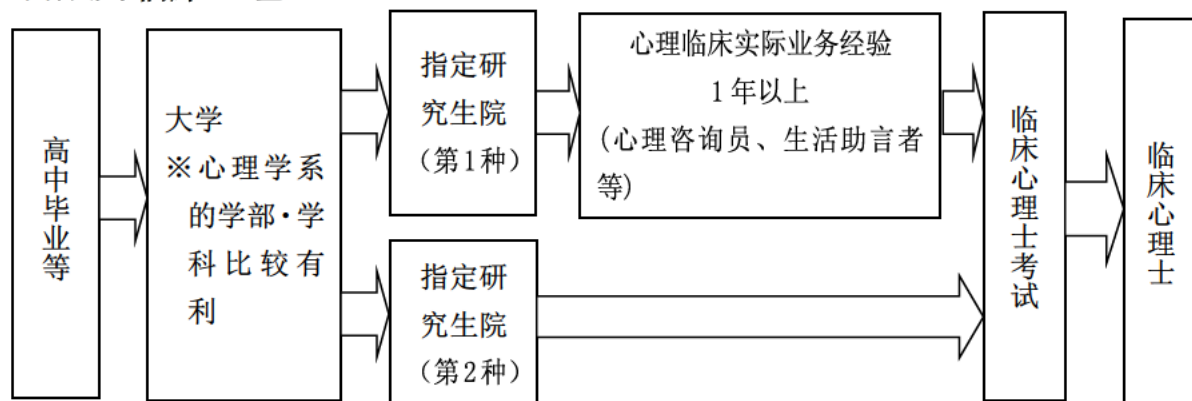 高中毕业等
大学
※心理学系
的学部・学
科比较有
利
指定研
究生院
（第1种）
心理临床实际业务经验
1年以上
(心理咨询员、生活助言者
等)
指定研
究生院
（第2种）
临床心理士考试
临床心理士